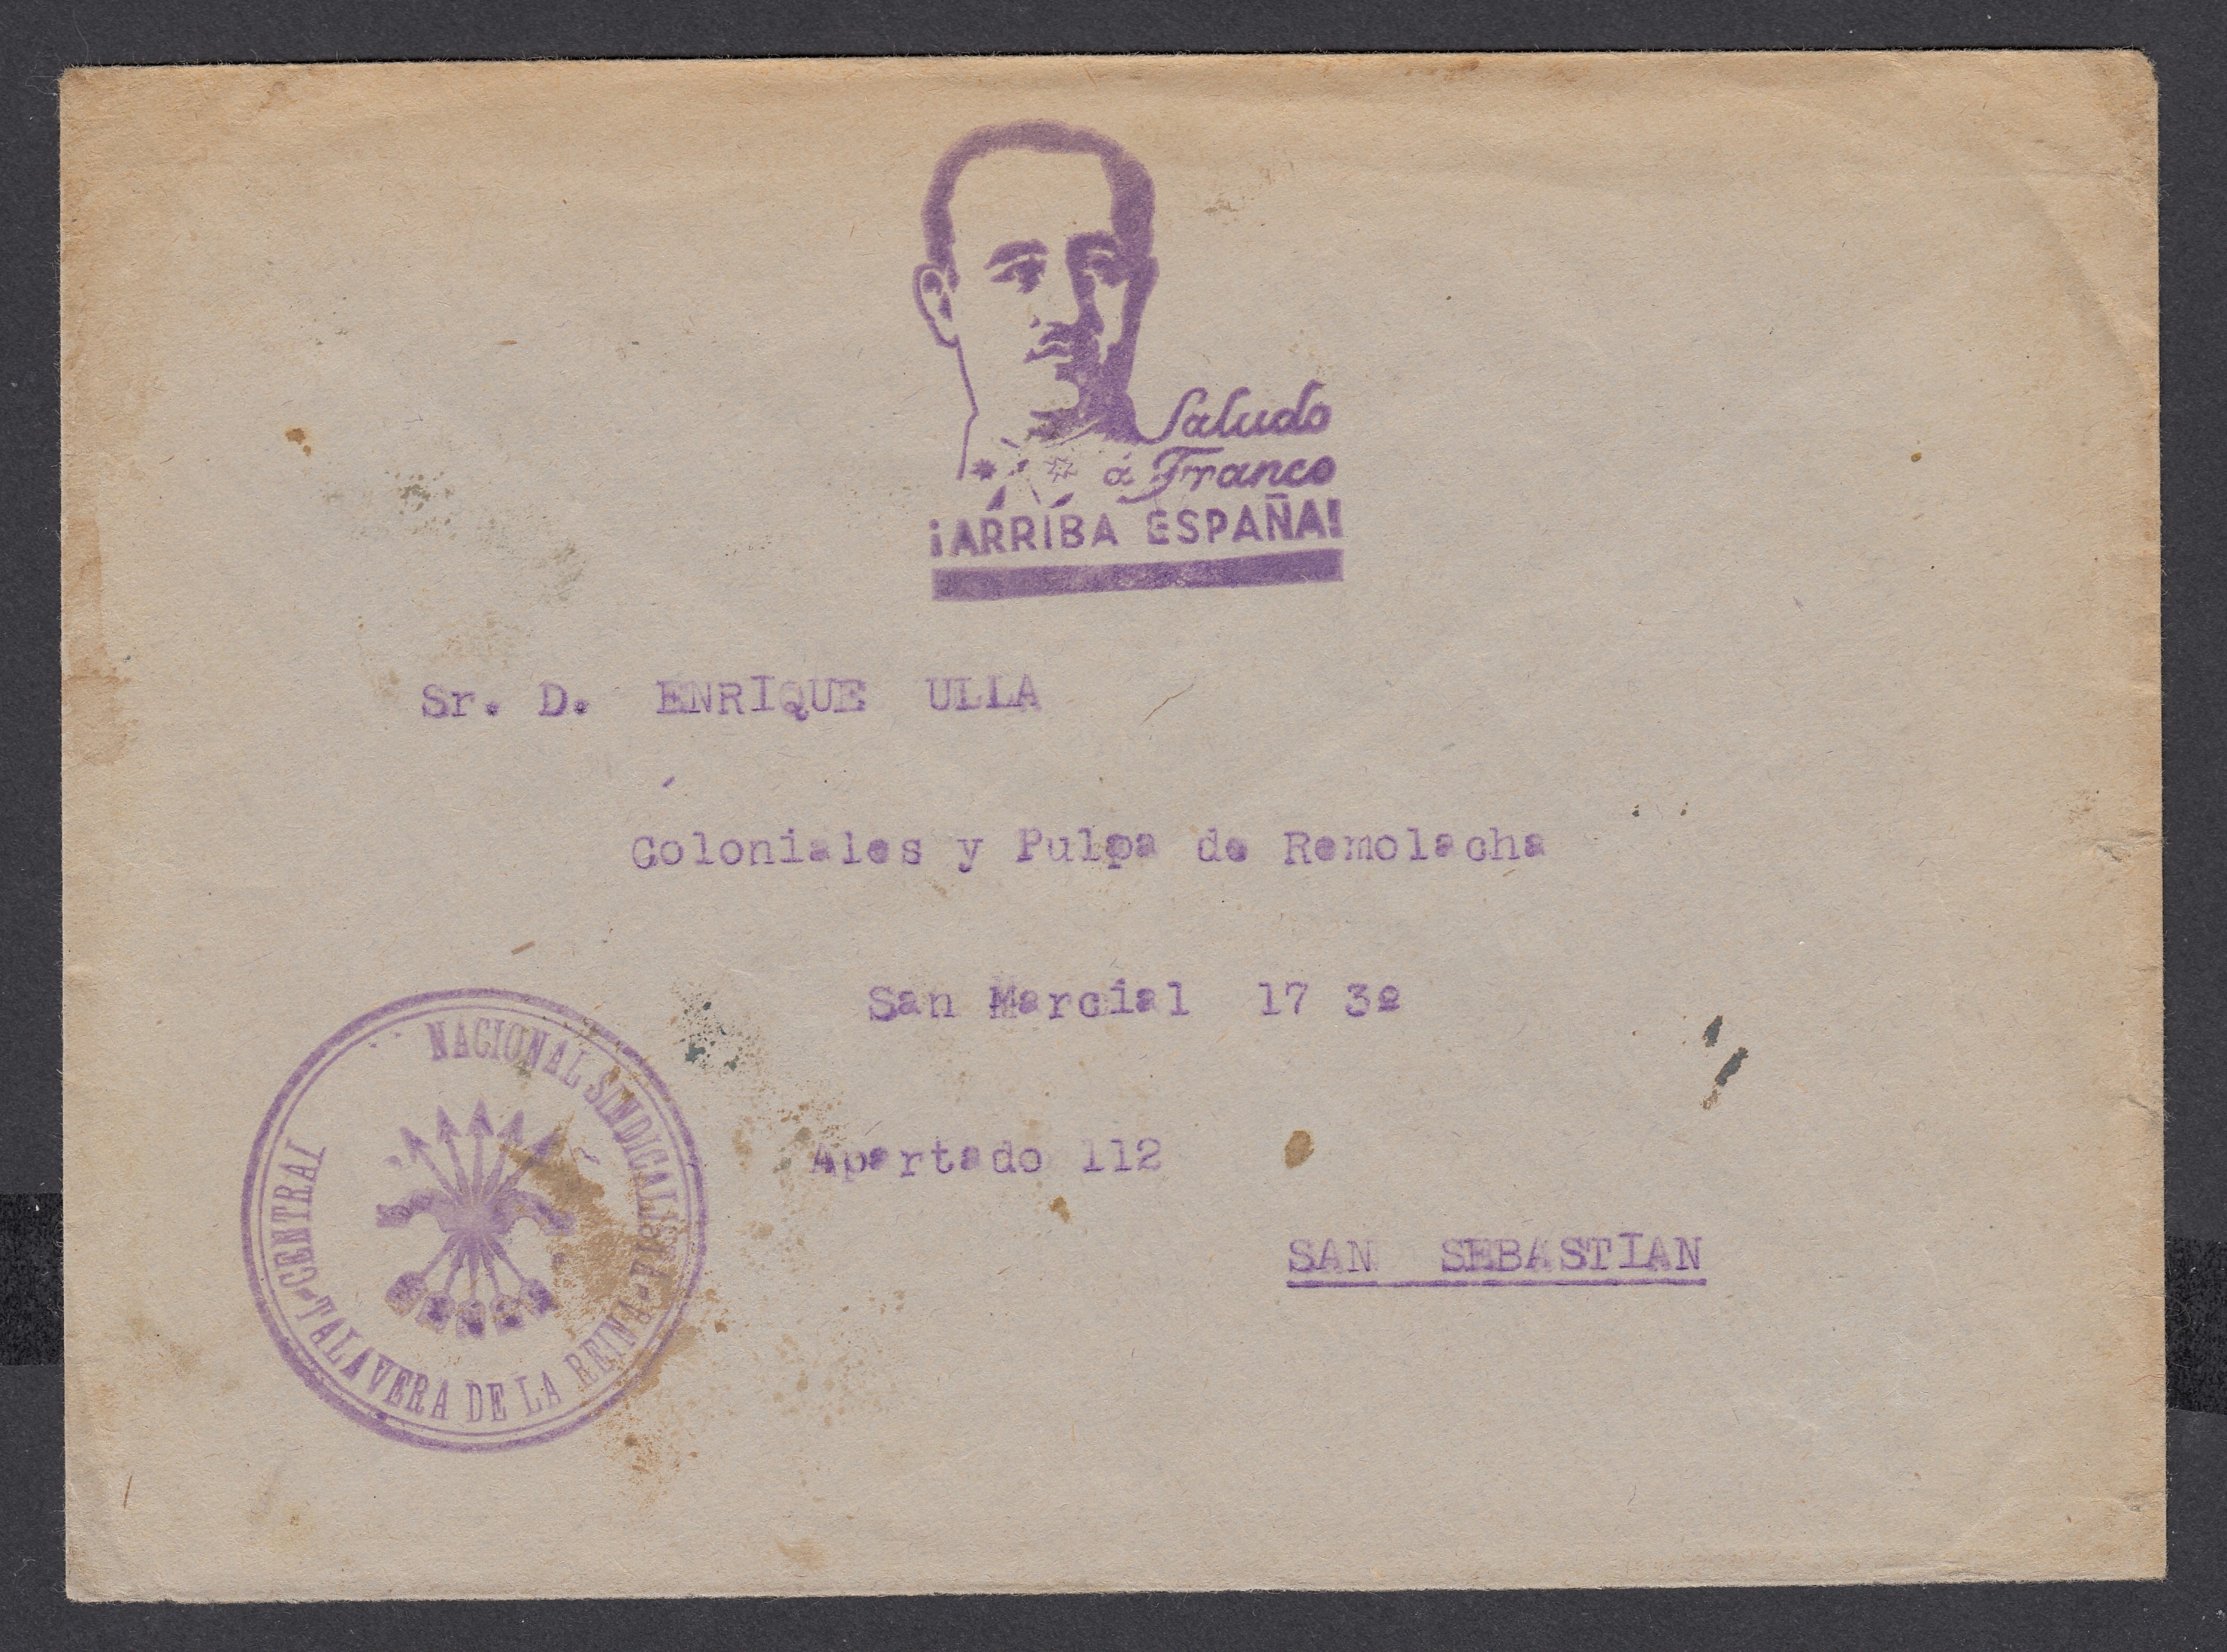 Saludo
á Franco
¡ARRIBA ESPAÑA!
Sr. D. ENRIQUE ULLA
Coloniales y Pulpa de Remolacha
San Marcial 17 3º
Apartado 112
SAN SEBASTIAN
CENTRAL NACIONAL SINDICALISTA
TALAVERA DE LA REINA